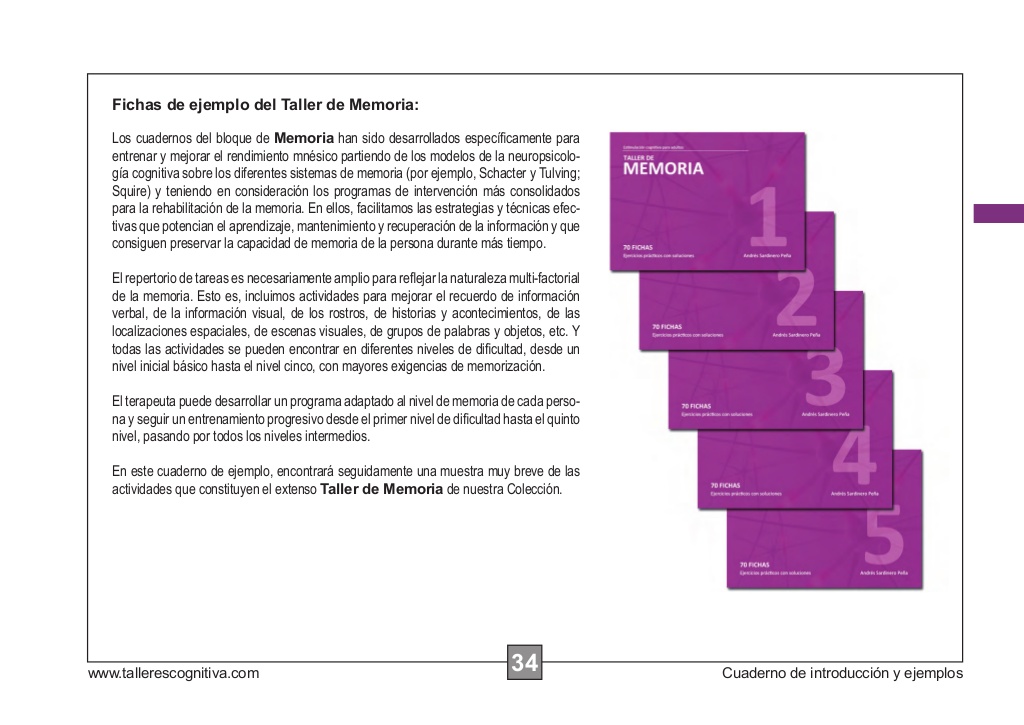 Fichas de ejemplo del Taller de Memoria:
Los cuadernos del bloque de Memoria han sido desarrollados específicamente para
entrenar y mejorar el rendimiento mnésico partiendo de los modelos de la neuropsicolo-
gía cognitiva sobre los diferentes sistemas de memoria (por ejemplo, Schacter y Tulving;
Squire) y teniendo en consideración los programas de intervención más consolidados
para la rehabilitación de la memoria. En ellos, facilitamos las estrategias y técnicas efec-
tivas que potencian el aprendizaje, mantenimiento y recuperación de la información y que
consiguen preservar la capacidad de memoria de la persona durante más tiempo.
El repertorio de tareas es necesariamente amplio para reflejar la naturaleza multi-factorial
de la memoria. Esto es, incluimos actividades para mejorar el recuerdo de información
verbal, de la información visual, de los rostros, de historias y acontecimientos, de las
localizaciones espaciales, de escenas visuales, de grupos de palabras y objetos, etc. Y
todas las actividades se pueden encontrar en diferentes niveles de dificultad, desde un
nivel inicial básico hasta el nivel cinco, con mayores exigencias de memorización.
El terapeuta puede desarrollar un programa adaptado al nivel de memoria de cada perso-
na y seguir un entrenamiento progresivo desde el primer nivel de dificultad hasta el quinto
nivel, pasando por todos los niveles intermedios.
En este cuaderno de ejemplo, encontrará seguidamente una muestra muy breve de las
actividades que constituyen el extenso Taller de Memoria de nuestra Colección.
Estimulación cognitiva para adultos
TALLER DE
MEMORIA
1
70 FICHAS
Ejercicios prácticos con soluciones Andrés Sardinero Peña
2
70 FICHAS
Ejercicios prácticos con soluciones Andrés Sardinero Peña
3
70 FICHAS
Ejercicios prácticos con soluciones Andrés Sardinero Peña
4
70 FICHAS
Ejercicios prácticos con soluciones Andrés Sardinero Peña
5
70 FICHAS
Ejercicios prácticos con soluciones Andrés Sardinero Peña
www.tallerescognitiva.com 34 Cuaderno de introducción y ejemplos